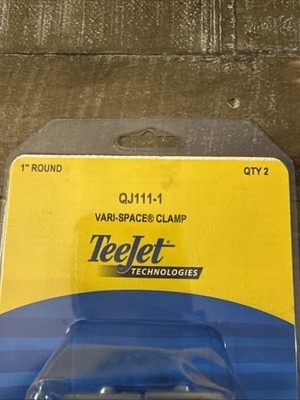 1" ROUND
QTY 2
QJ111-1
VARI-SPACE® CLAMP
TeeJet®
TECHNOLOGIES